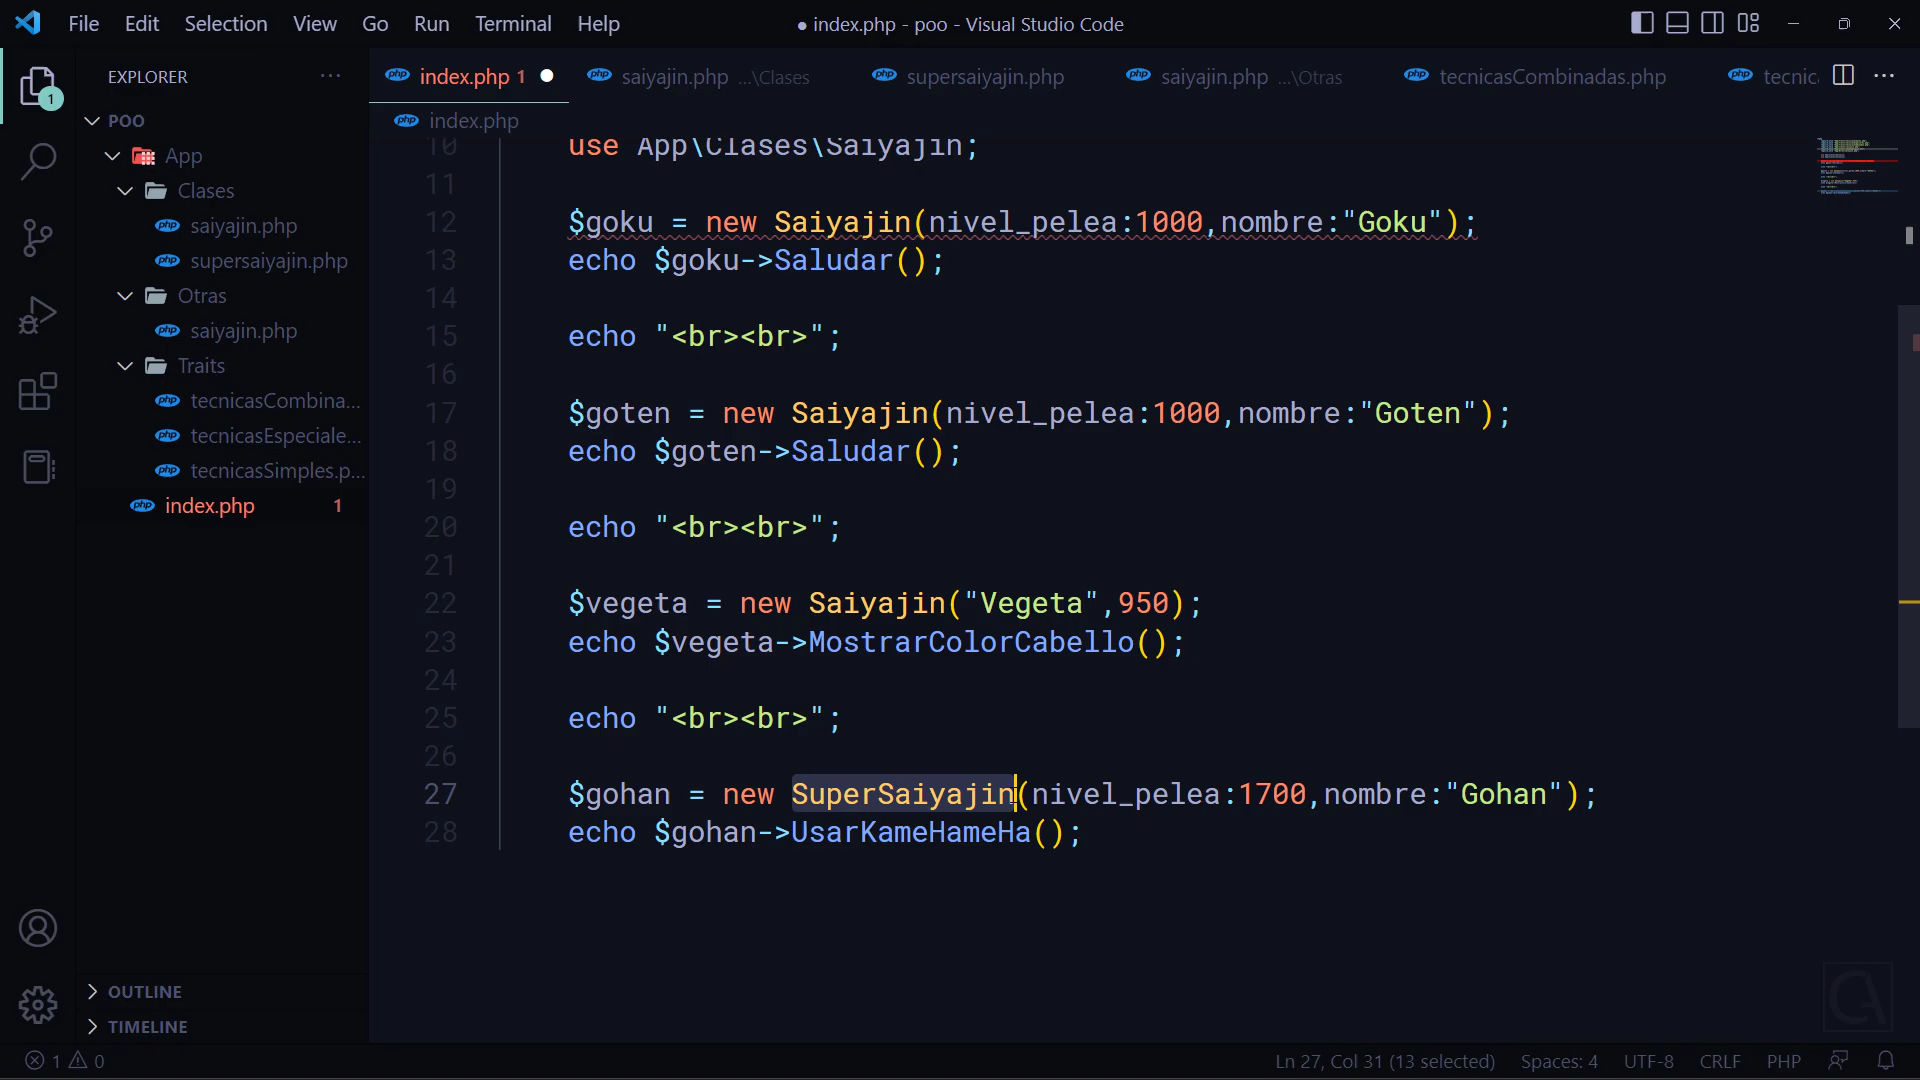 File Edit Selection View Go Run Terminal Help
● index.php - poo - Visual Studio Code
EXPLORER
1
POO
App
Clases
saiyajin.php
supersaiyajin.php
Otras
saiyajin.php
Traits
tecnicasCombina...
tecnicasEspeciale...
tecnicasSimples.p...
index.php 1
OUTLINE
TIMELINE
index.php 1 ● saiyajin.php ...\Clases supersaiyajin.php saiyajin.php ...\Otras tecnicasCombinadas.php tecnic
index.php
10 use App\Clases\Saiyajin;
11
12 $goku = new Saiyajin(nivel_pelea:1000,nombre:"Goku");
13 echo $goku->Saludar();
14
15 echo "<br><br>";
16
17 $goten = new Saiyajin(nivel_pelea:1000,nombre:"Goten");
18 echo $goten->Saludar();
19
20 echo "<br><br>";
21
22 $vegeta = new Saiyajin("Vegeta",950);
23 echo $vegeta->MostrarColorCabello();
24
25 echo "<br><br>";
26
27 $gohan = new SuperSaiyajin(nivel_pelea:1700,nombre:"Gohan");
28 echo $gohan->UsarKameHameHa();
CA
1 0 Ln 27, Col 31 (13 selected) Spaces: 4 UTF-8 CRLF PHP